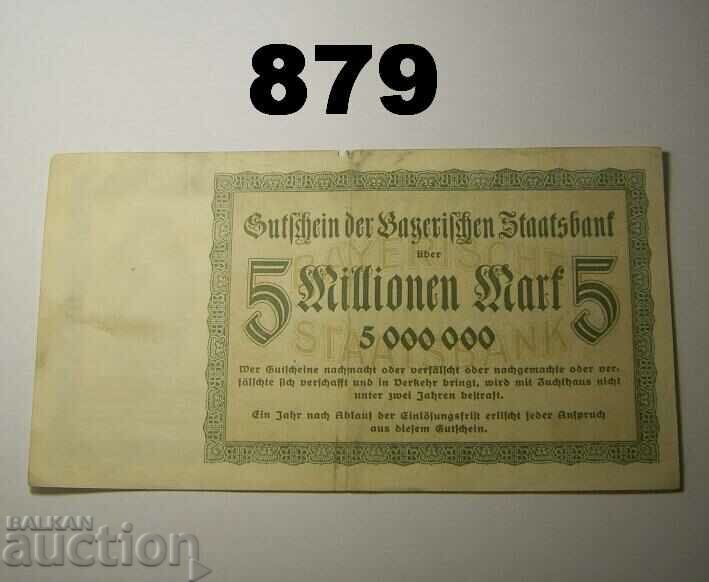 879
Gutschein der Bayerischen Staatsbank
über
BAYERISCHE
5 Millionen Mark 5
STAATSBANK
5 000 000
Wer Gutscheine nachmacht oder verfälscht oder nachgemachte oder ver=
fälschte sich verschafft und in Verkehr bringt, wird mit Zuchthaus nicht
unter zwei Jahren bestraft.
Ein Jahr nach Ablauf der Einlösungsfrist erlischt jeder Anspruch
aus diesem Gutschein.
BALKAN
auction